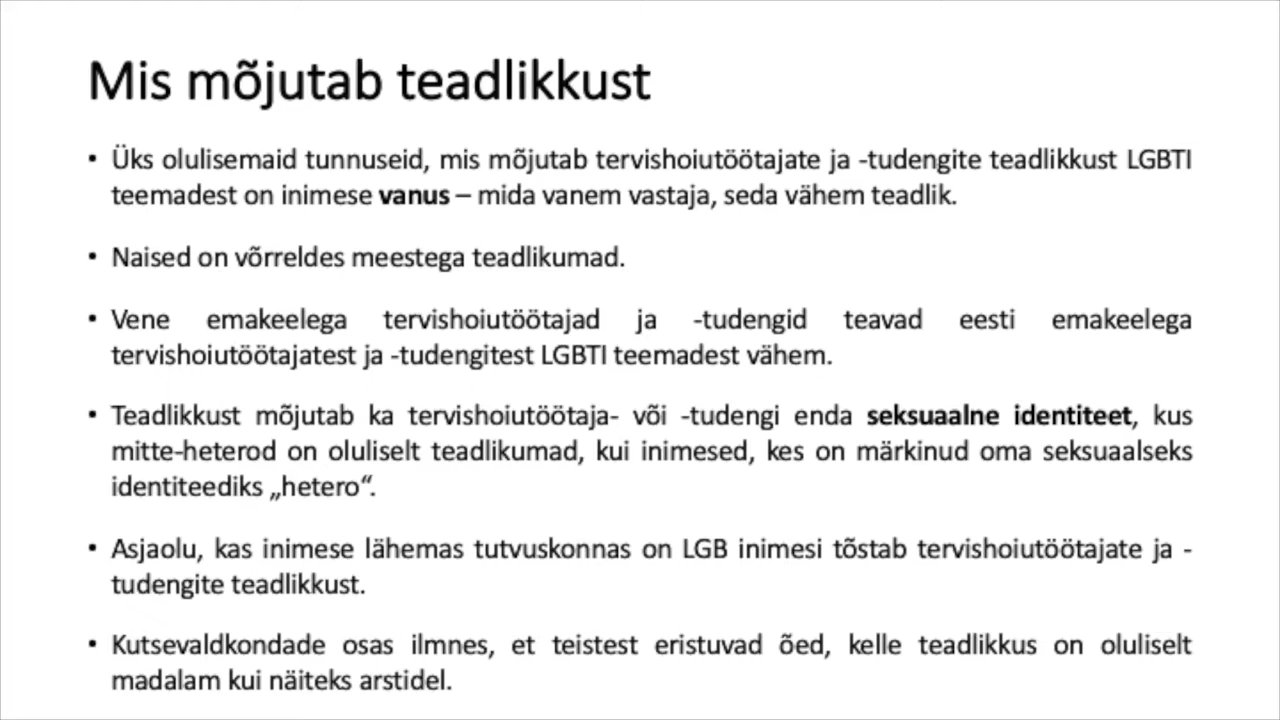 Mis mõjutab teadlikkust
• Üks olulisemaid tunnuseid, mis mõjutab tervishoiutöötajate ja -tudengite teadlikkust LGBTI
teemadest on inimese vanus – mida vanem vastaja, seda vähem teadlik.
• Naised on võrreldes meestega teadlikumad.
• Vene emakeelega tervishoiutöötajad ja -tudengid teavad eesti emakeelega
tervishoiutöötajatest ja -tudengitest LGBTI teemadest vähem.
• Teadlikkust mõjutab ka tervishoiutöötaja- või -tudengi enda seksuaalne identiteet, kus
mitte-heterod on oluliselt teadlikumad, kui inimesed, kes on märkinud oma seksuaalseks
identiteediks „hetero“.
• Asjaolu, kas inimese lähemas tutvuskonnas on LGB inimesi tõstab tervishoiutöötajate ja -
tudengite teadlikkust.
• Kutsevaldkondade osas ilmnes, et teistest eristuvad õed, kelle teadlikkus on oluliselt
madalam kui näiteks arstidel.